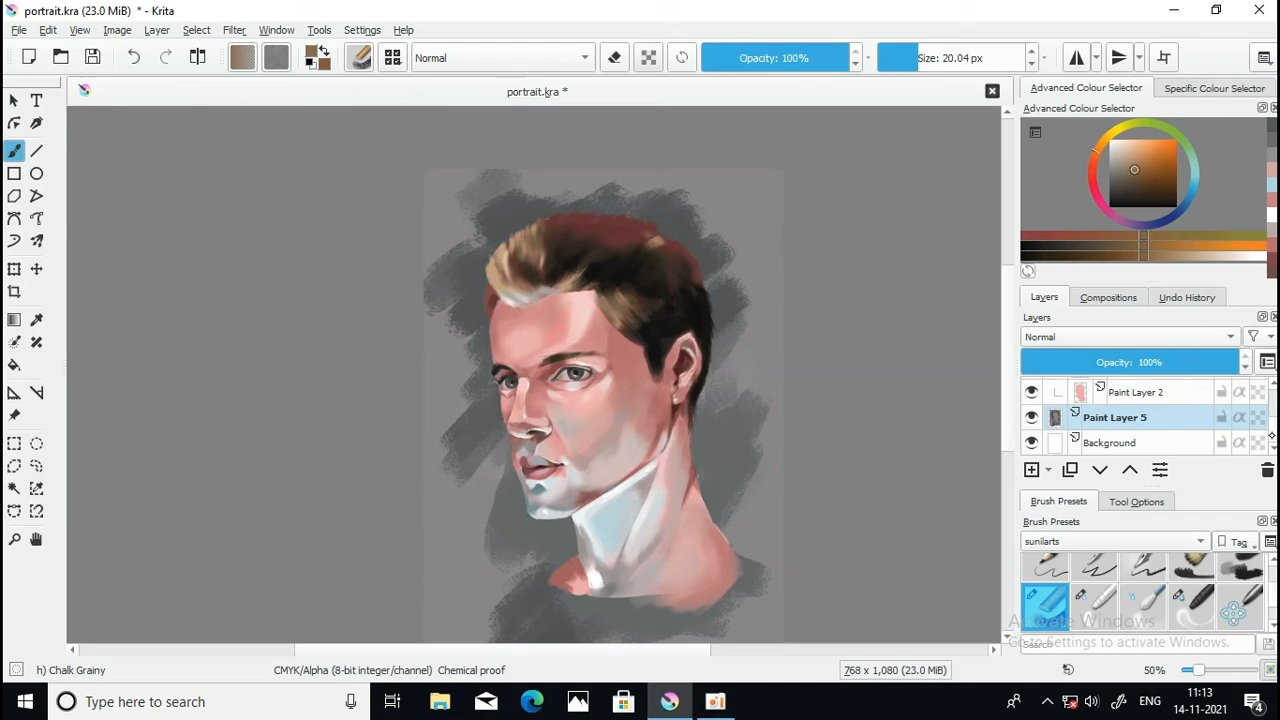 portrait.kra (23.0 MiB) * - Krita
File Edit View Image Layer Select Filter Window Tools Settings Help
Normal
Opacity: 100%
Size: 20.04 px
portrait.kra *
Advanced Colour Selector
Specific Colour Selector
Advanced Colour Selector
Layers
Compositions
Undo History
Layers
Normal
Opacity: 100%
Paint Layer 2
Paint Layer 5
Background
Brush Presets
Tool Options
Brush Presets
sunilarts
Tag
Activate Windows
Go to Settings to activate Windows.
Search
h) Chalk Grainy
CMYK/Alpha (8-bit integer/channel) Chemical proof
768 x 1,080 (23.0 MiB)
50%
Type here to search
ENG
11:13
14-11-2021
4